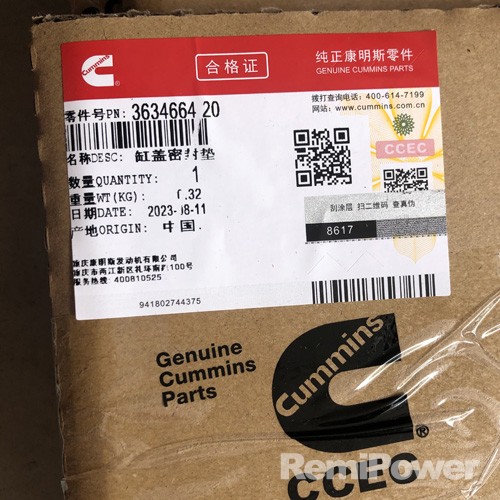 Cummins
合格证
纯正康明斯零件
GENUINE CUMMINS PARTS
拨打查询电话: 400-614-7199
网站: www.cummins.com.cn
零件号PN: 3634664 20
CCEC
名称DESC: 缸盖密封垫
数量QUANTITY: 1
重量WT(KG): .32
日期DATE: 2023- 8-11
产地ORIGIN: 中国
刮涂层 扫二维码 查真伪
8617
重庆康明斯发动机有限公司
重庆市两江新区礼环南路100号
服务热线: 400810525
941802744375
Genuine
Cummins
Parts
Cummins
®
CCEC
RemiPower